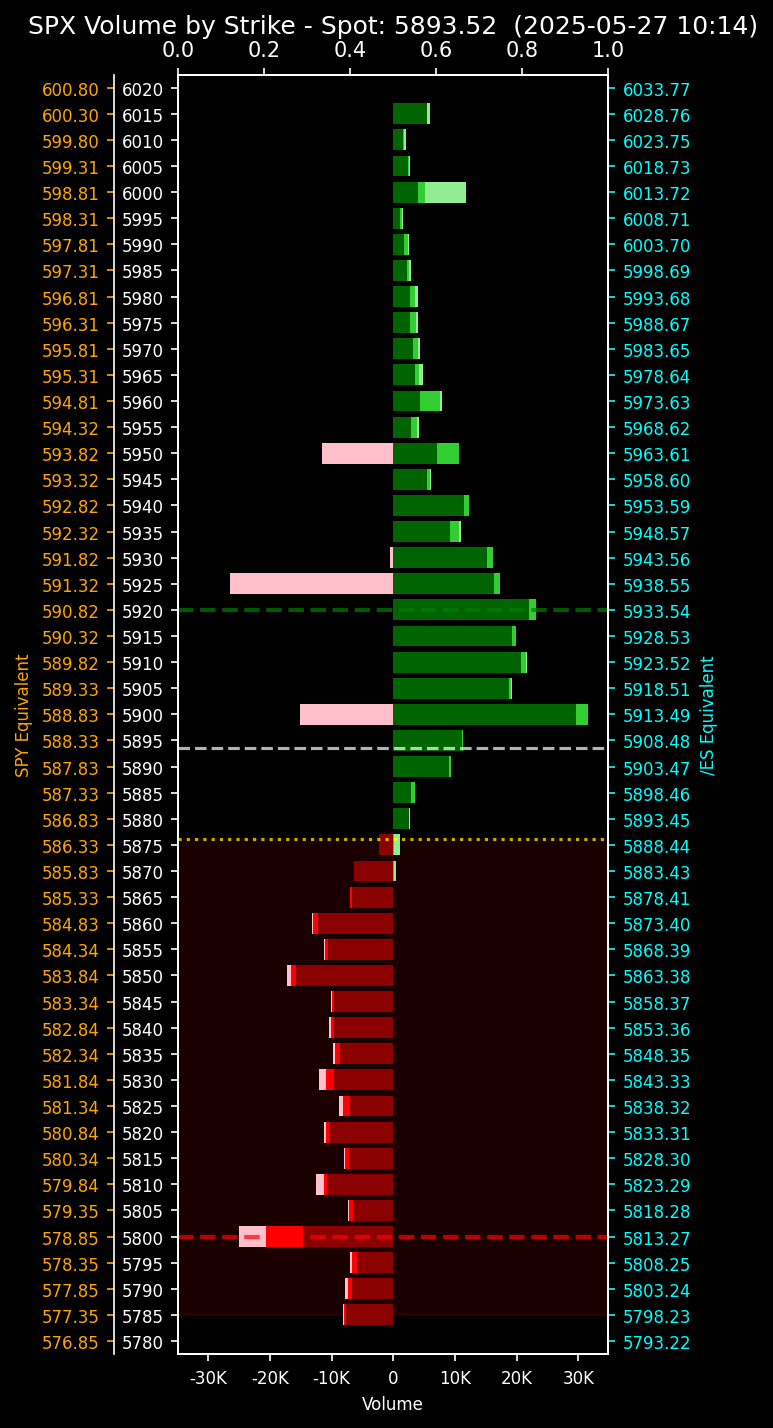 SPX Volume by Strike - Spot: 5893.52 (2025-05-27 10:14)
0.0 0.2 0.4 0.6 0.8 1.0
600.80 6020 6033.77
600.30 6015 6028.76
599.80 6010 6023.75
599.31 6005 6018.73
598.81 6000 6013.72
598.31 5995 6008.71
597.81 5990 6003.70
597.31 5985 5998.69
596.81 5980 5993.68
596.31 5975 5988.67
595.81 5970 5983.65
595.31 5965 5978.64
594.81 5960 5973.63
594.32 5955 5968.62
593.82 5950 5963.61
593.32 5945 5958.60
592.82 5940 5953.59
592.32 5935 5948.57
591.82 5930 5943.56
591.32 5925 5938.55
590.82 5920 5933.54
590.32 5915 5928.53
589.82 5910 5923.52
589.33 5905 5918.51
588.83 5900 5913.49
588.33 5895 5908.48
587.83 5890 5903.47
587.33 5885 5898.46
586.83 5880 5893.45
586.33 5875 5888.44
585.83 5870 5883.43
585.33 5865 5878.41
584.83 5860 5873.40
584.34 5855 5868.39
583.84 5850 5863.38
583.34 5845 5858.37
582.84 5840 5853.36
582.34 5835 5848.35
581.84 5830 5843.33
581.34 5825 5838.32
580.84 5820 5833.31
580.34 5815 5828.30
579.84 5810 5823.29
579.35 5805 5818.28
578.85 5800 5813.27
578.35 5795 5808.25
577.85 5790 5803.24
577.35 5785 5798.23
576.85 5780 5793.22
SPY Equivalent
/ES Equivalent
-30K -20K -10K 0 10K 20K 30K
Volume